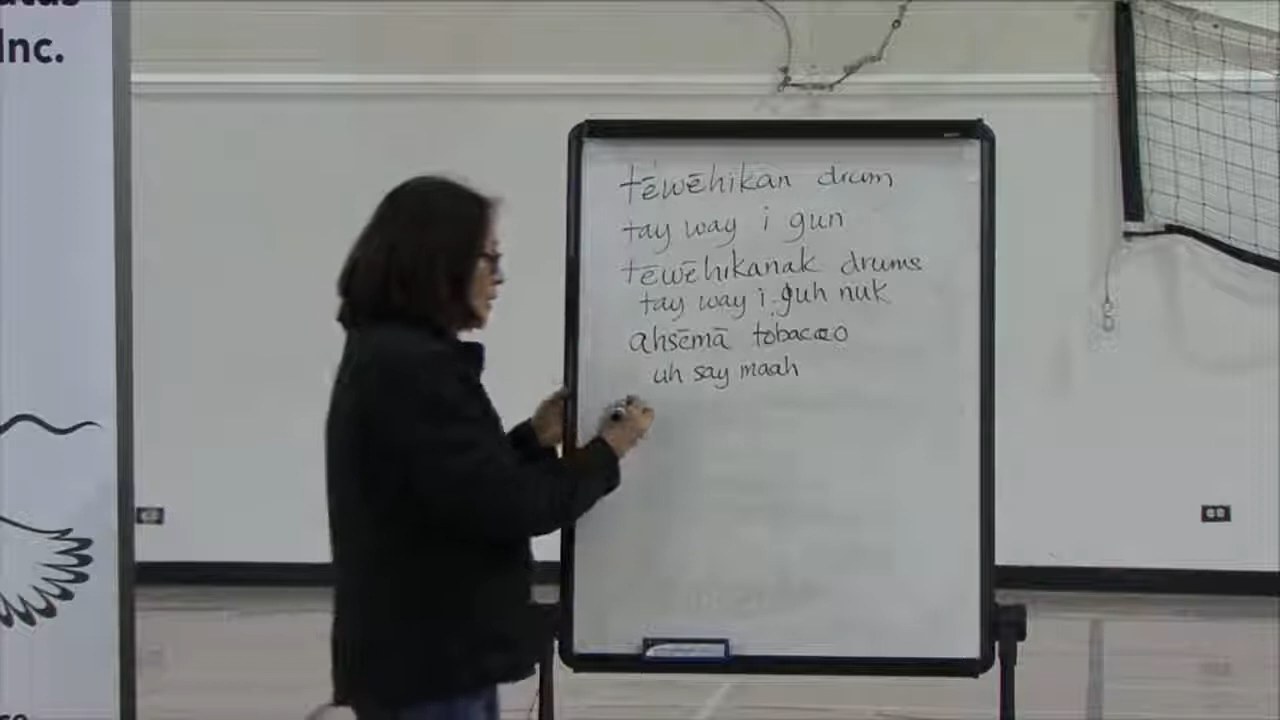 Inc.
tēwēhikan drum
tay way i gun
tēwēhikanak drums
tay way i guh nuk
ahsēmā tobacco
uh say maah